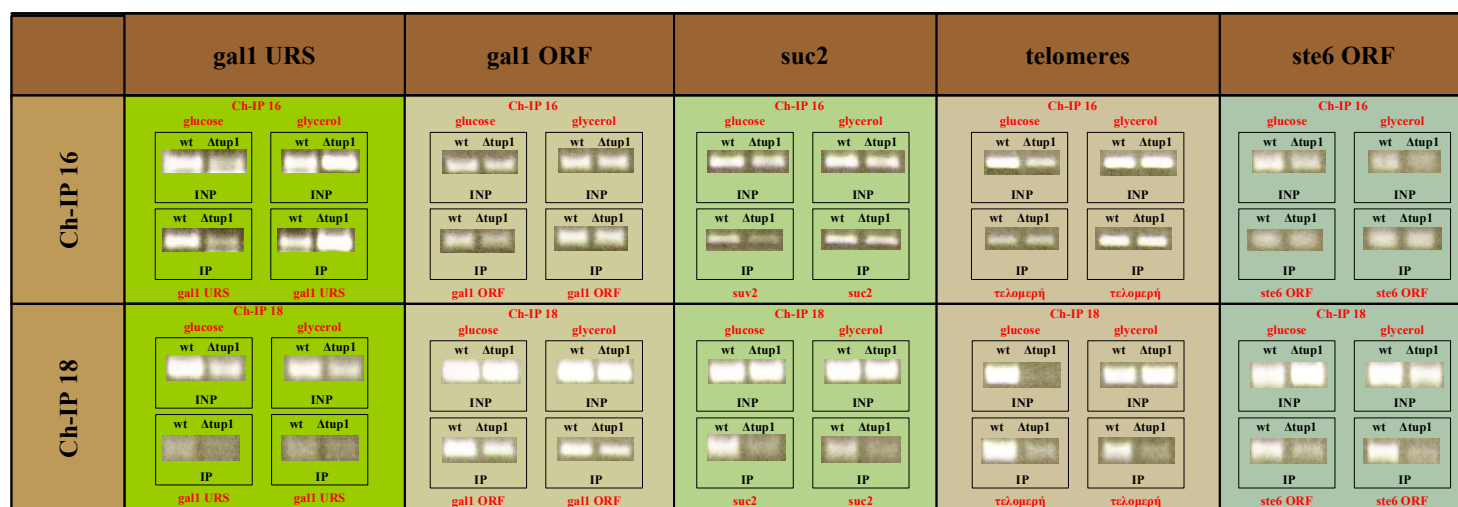 gal1 URS gal1 ORF suc2 telomeres ste6 ORF
Ch-IP 16
Ch-IP 16
glucose glycerol
wt Δtup1 wt Δtup1
INP INP
wt Δtup1 wt Δtup1
IP IP
gal1 URS gal1 URS
Ch-IP 16
glucose glycerol
wt Δtup1 wt Δtup1
INP INP
wt Δtup1 wt Δtup1
IP IP
gal1 ORF gal1 ORF
Ch-IP 16
glucose glycerol
wt Δtup1 wt Δtup1
INP INP
wt Δtup1 wt Δtup1
IP IP
suv2 suc2
Ch-IP 16
glucose glycerol
wt Δtup1 wt Δtup1
INP INP
wt Δtup1 wt Δtup1
IP IP
τελομερή τελομερή
Ch-IP 16
glucose glycerol
wt Δtup1 wt Δtup1
INP INP
wt Δtup1 wt Δtup1
IP IP
ste6 ORF ste6 ORF
Ch-IP 18
Ch-IP 18
glucose glycerol
wt Δtup1 wt Δtup1
INP INP
wt Δtup1 wt Δtup1
IP IP
gal1 URS gal1 URS
Ch-IP 18
glucose glycerol
wt Δtup1 wt Δtup1
INP INP
wt Δtup1 wt Δtup1
IP IP
gal1 ORF gal1 ORF
Ch-IP 18
glucose glycerol
wt Δtup1 wt Δtup1
INP INP
wt Δtup1 wt Δtup1
IP IP
suc2 suc2
Ch-IP 18
glucose glycerol
wt Δtup1 wt Δtup1
INP INP
wt Δtup1 wt Δtup1
IP IP
τελομερή τελομερή
Ch-IP 18
glucose glycerol
wt Δtup1 wt Δtup1
INP INP
wt Δtup1 wt Δtup1
IP IP
ste6 ORF ste6 ORF